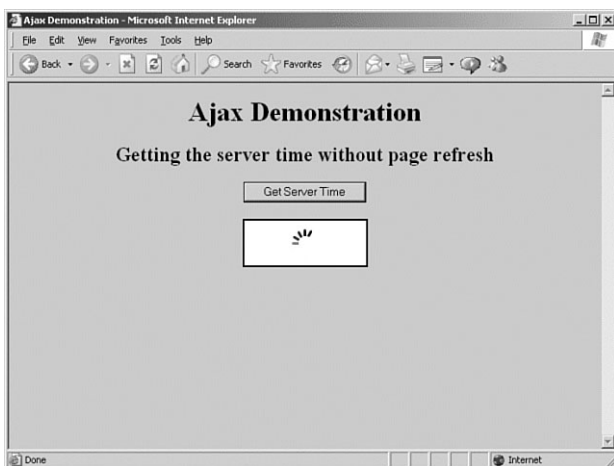 Ajax Demonstration - Microsoft Internet Explorer
File Edit View Favorites Tools Help
Back Search Favorites
Ajax Demonstration
Getting the server time without page refresh
Get Server Time
Done Internet